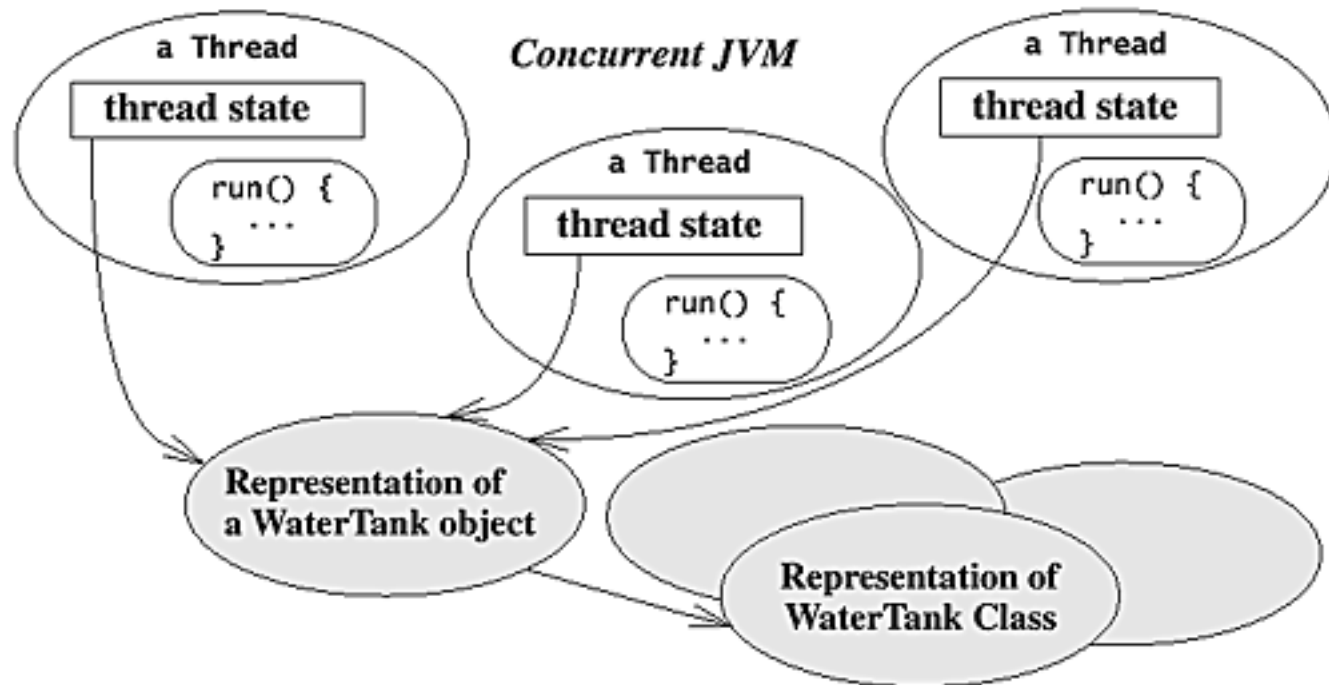 a Thread
thread state
run() {
...
}
Concurrent JVM
a Thread
thread state
run() {
...
}
a Thread
thread state
run() {
...
}
Representation of
a WaterTank object
Representation of
WaterTank Class